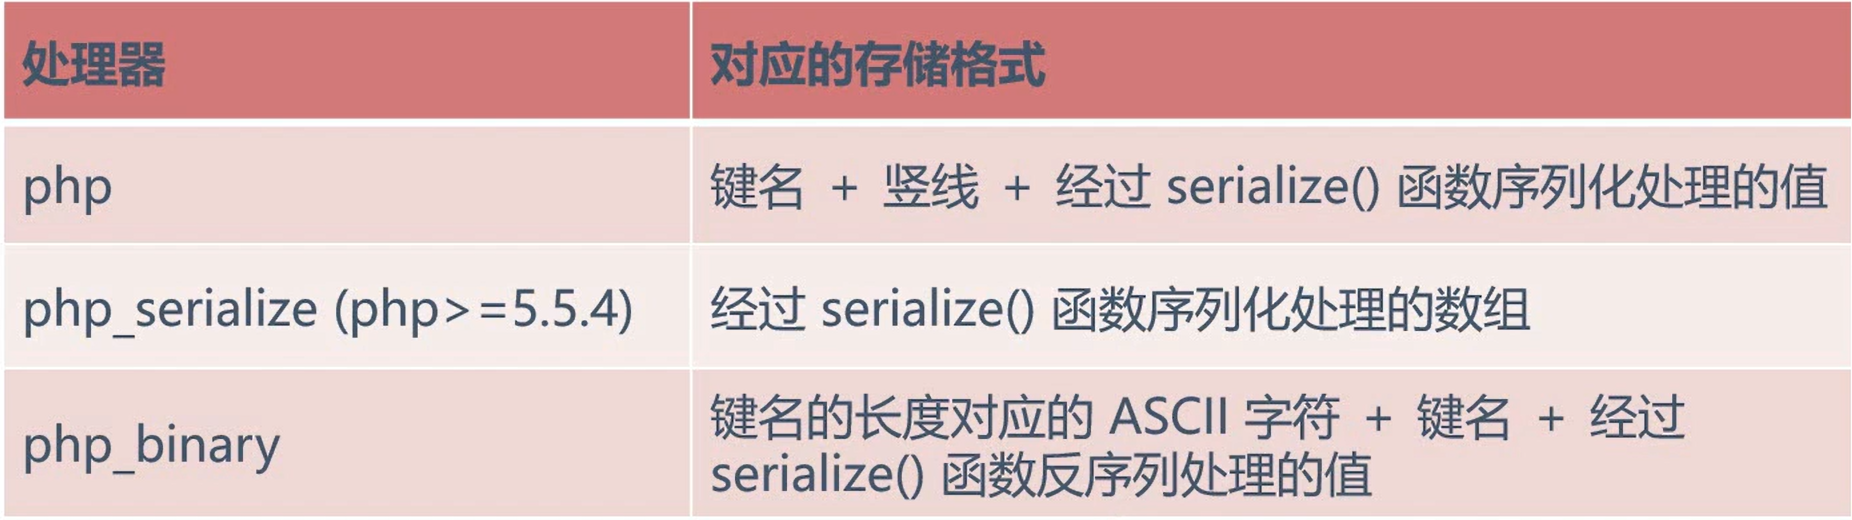 处理器
对应的存储格式
php
键名 + 竖线 + 经过 serialize() 函数序列化处理的值
php_serialize (php>=5.5.4)
经过 serialize() 函数序列化处理的数组
php_binary
键名的长度对应的 ASCII 字符 + 键名 + 经过
serialize() 函数反序列处理的值